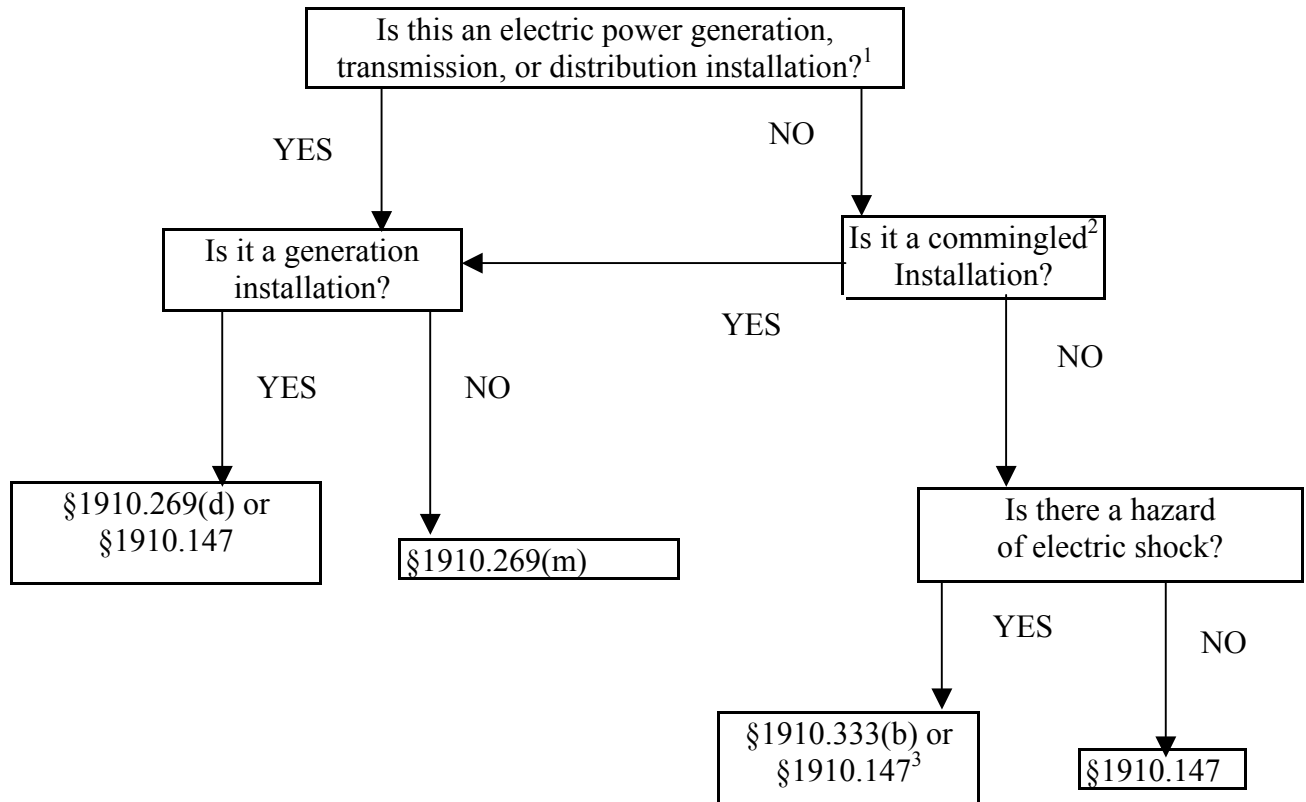 Is this an electric power generation,
transmission, or distribution installation?¹
YES
NO
Is it a generation
installation?
Is it a commingled²
Installation?
YES
NO
YES
NO
§1910.269(d) or
§1910.147
§1910.269(m)
Is there a hazard
of electric shock?
YES
NO
§1910.333(b) or
§1910.147³
§1910.147